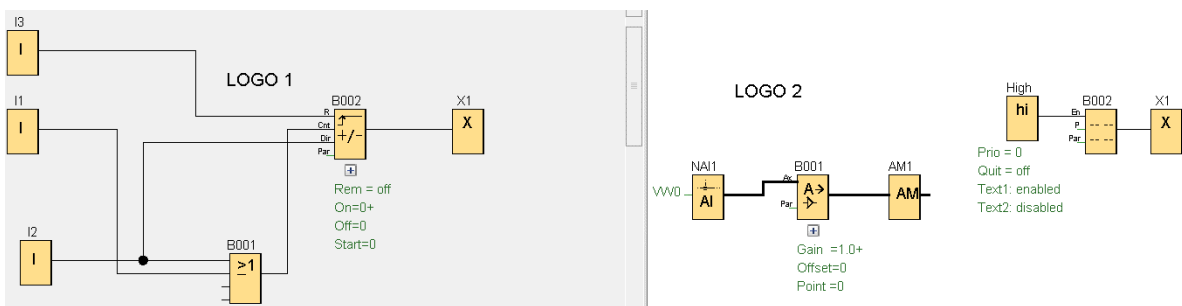 I3
I
LOGO 1
I1
I
B002
R
Cnt
Dir
Par
+/-
X1
X
Rem = off
On=0+
Off=0
Start=0
I2
I
B001
≥1
LOGO 2
NAI1
VW0
AI
B001
Ax
Par
A→
AM1
AM
Gain =1.0+
Offset=0
Point =0
High
hi
B002
En
P
Par
X1
X
Prio = 0
Quit = off
Text1: enabled
Text2: disabled